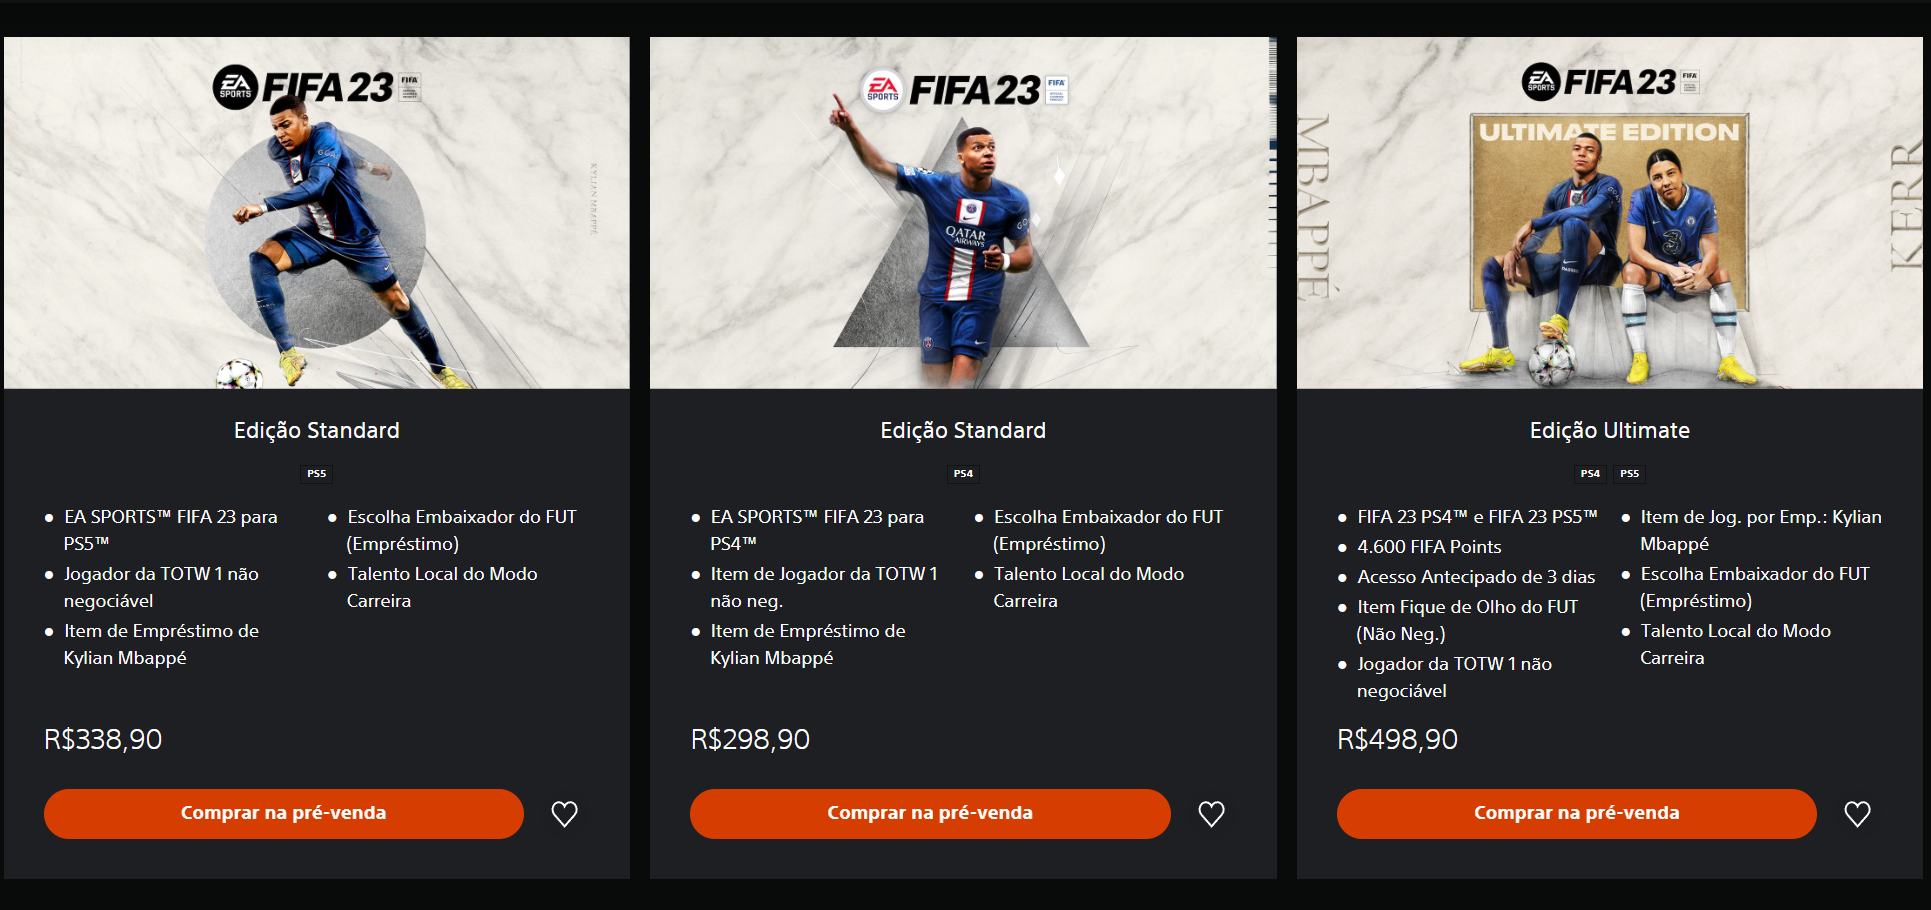 EA SPORTS FIFA 23 FIFA
KYLIAN MBAPPÉ
Edição Standard
PS5
EA SPORTS™ FIFA 23 para
PS5™
Jogador da TOTW 1 não
negociável
Item de Empréstimo de
Kylian Mbappé
Escolha Embaixador do FUT
(Empréstimo)
Talento Local do Modo
Carreira
R$338,90
Comprar na pré-venda
EA SPORTS FIFA 23 FIFA
QATAR
AIRWAYS
Edição Standard
PS4
EA SPORTS™ FIFA 23 para
PS4™
Item de Jogador da TOTW 1
não neg.
Item de Empréstimo de
Kylian Mbappé
Escolha Embaixador do FUT
(Empréstimo)
Talento Local do Modo
Carreira
R$298,90
Comprar na pré-venda
EA SPORTS FIFA 23 FIFA
ULTIMATE EDITION
MBAPPÉ
KERR
Edição Ultimate
PS4 PS5
FIFA 23 PS4™ e FIFA 23 PS5™
4.600 FIFA Points
Acesso Antecipado de 3 dias
Item Fique de Olho do FUT
(Não Neg.)
Jogador da TOTW 1 não
negociável
Item de Jog. por Emp.: Kylian
Mbappé
Escolha Embaixador do FUT
(Empréstimo)
Talento Local do Modo
Carreira
R$498,90
Comprar na pré-venda